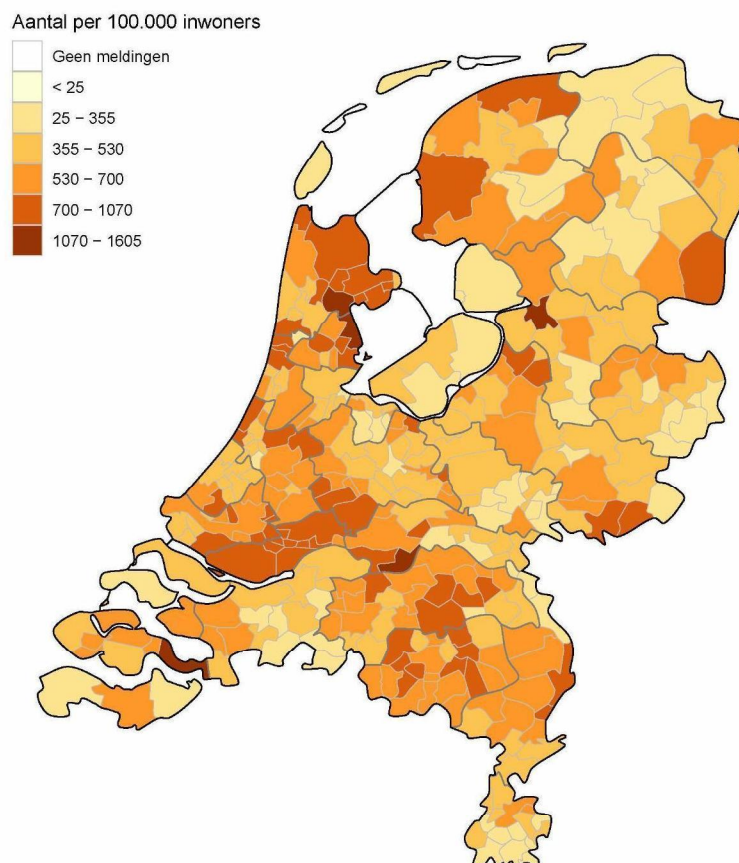 Aantal per 100.000 inwoners
Geen meldingen
< 25
25 – 355
355 – 530
530 – 700
700 – 1070
1070 – 1605